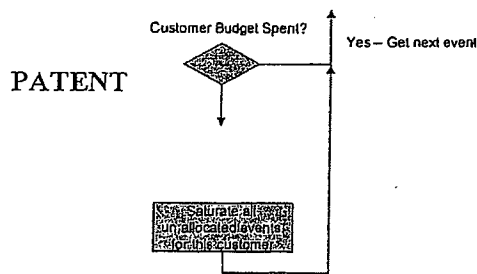 Customer Budget Spent?
Yes – Get next event
PATENT
Saturate all
unallocated events
for this customer